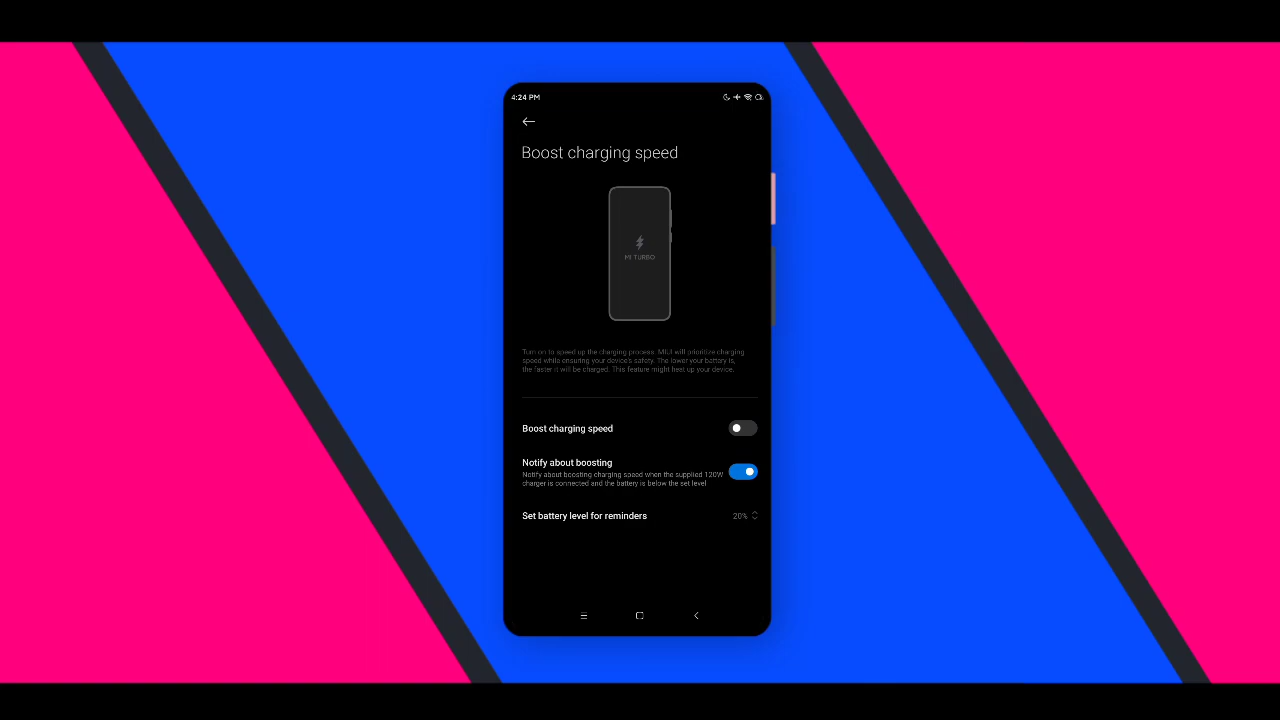 4:24 PM
Boost charging speed
MI TURBO
Turn on to speed up the charging process. MIUI will prioritize charging
speed while ensuring your device's safety. The lower your battery is,
the faster it will be charged. This feature might heat up your device.
Boost charging speed
Notify about boosting
Notify about boosting charging speed when the supplied 120W
charger is connected and the battery is below the set level
Set battery level for reminders 20%